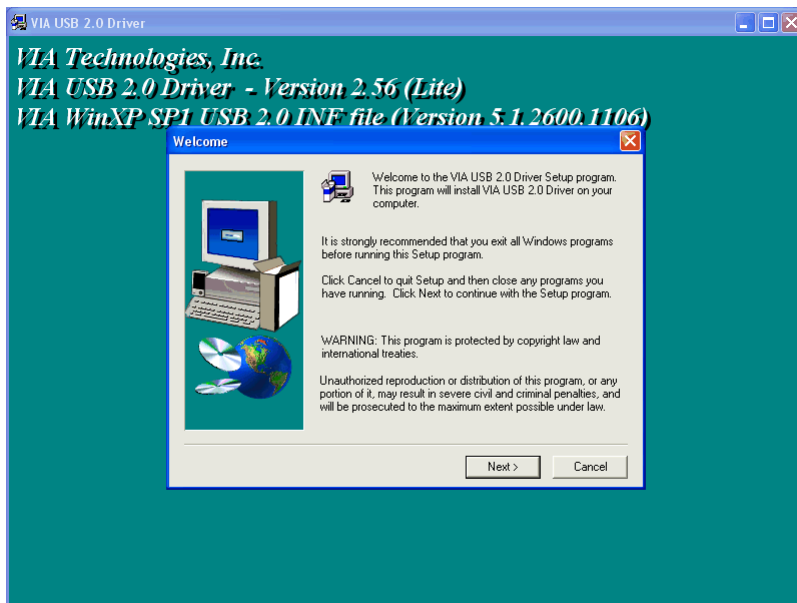 VIA USB 2.0 Driver
VIA Technologies, Inc.
VIA USB 2.0 Driver - Version 2.56 (Lite)
VIA WinXP SP1 USB 2.0 INF file (Version 5.1.2600.1106)
Welcome
Welcome to the VIA USB 2.0 Driver Setup program.
This program will install VIA USB 2.0 Driver on your
computer.
It is strongly recommended that you exit all Windows programs
before running this Setup program.
Click Cancel to quit Setup and then close any programs you
have running. Click Next to continue with the Setup program.
WARNING: This program is protected by copyright law and
international treaties.
Unauthorized reproduction or distribution of this program, or any
portion of it, may result in severe civil and criminal penalties, and
will be prosecuted to the maximum extent possible under law.
Next >
Cancel